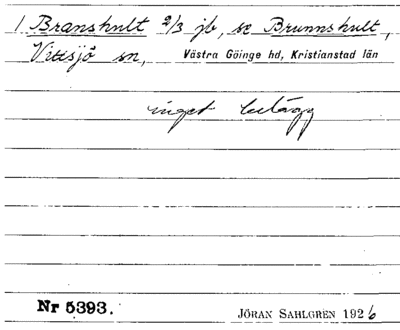 1 Branshult 2/3 jb, se Brunnshult,
Vittsjö sn, Västra Göinge hd, Kristianstad län
inget belägg
Nr 5393. JÖRAN SAHLGREN 1926